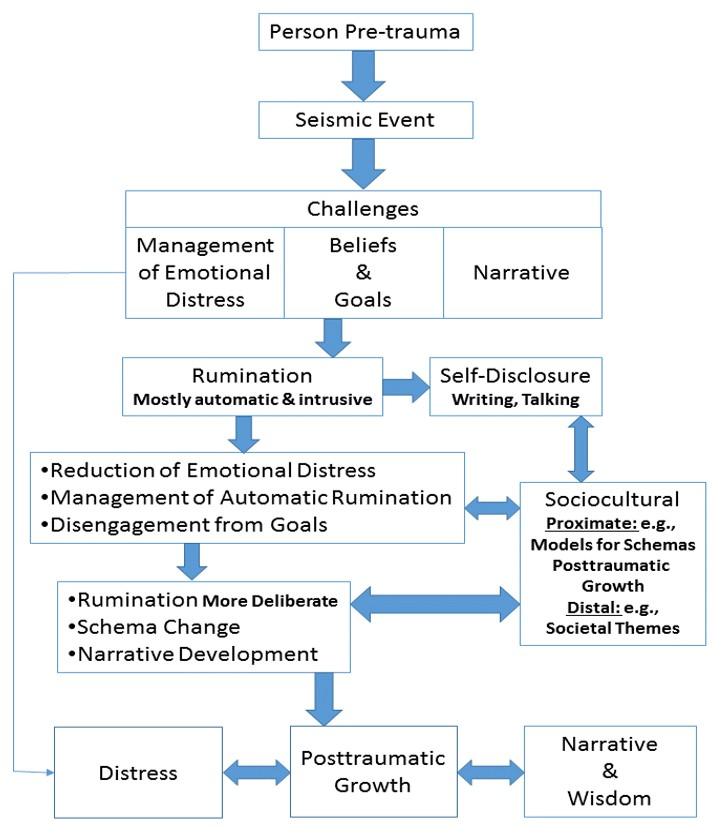 Person Pre-trauma
Seismic Event
Challenges
Management
of Emotional
Distress
Beliefs
&
Goals
Narrative
Rumination
Mostly automatic & intrusive
Self-Disclosure
Writing, Talking
•Reduction of Emotional Distress
•Management of Automatic Rumination
•Disengagement from Goals
Sociocultural
Proximate: e.g.,
Models for Schemas
Posttraumatic
Growth
Distal: e.g.,
Societal Themes
•Rumination More Deliberate
•Schema Change
•Narrative Development
Distress
Posttraumatic
Growth
Narrative
&
Wisdom